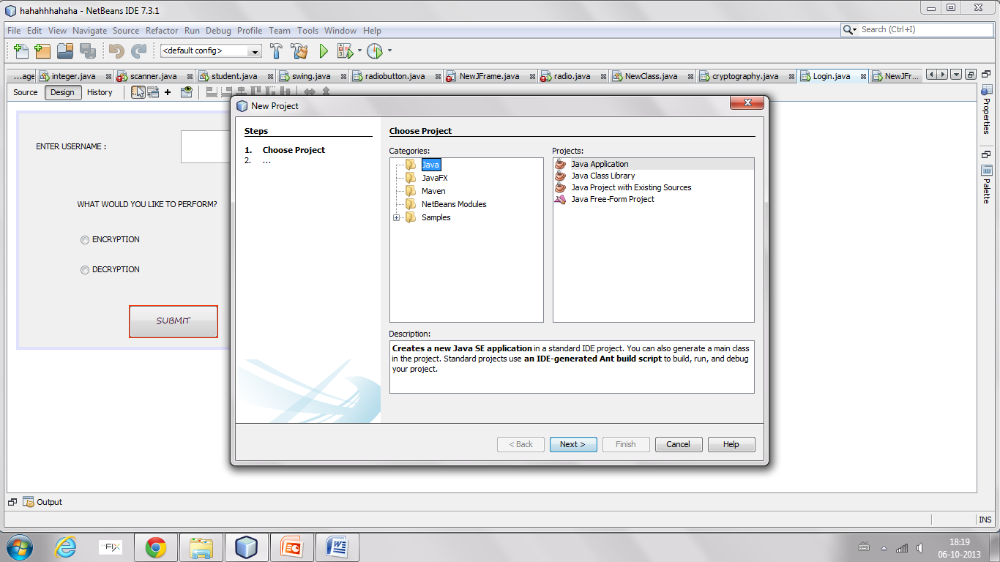 hahahhhahaha - NetBeans IDE 7.3.1
File Edit View Navigate Source Refactor Run Debug Profile Team Tools Window Help
Search (Ctrl+I)
<default config>
...age integer.java scanner.java student.java swing.java radiobutton.java NewJFrame.java radio.java NewClass.java cryptography.java Login.java NewJFr...
Source Design History
Properties
Palette
ENTER USERNAME :
WHAT WOULD YOU LIKE TO PERFORM?
ENCRYPTION
DECRYPTION
SUBMIT
New Project
Steps
1. Choose Project
2. ...
Choose Project
Categories:
Java
JavaFX
Maven
NetBeans Modules
Samples
Projects:
Java Application
Java Class Library
Java Project with Existing Sources
Java Free-Form Project
Description:
Creates a new Java SE application in a standard IDE project. You can also generate a main class
in the project. Standard projects use an IDE-generated Ant build script to build, run, and debug
your project.
< Back Next > Finish Cancel Help
Output
INS
FIX
18:19
06-10-2013